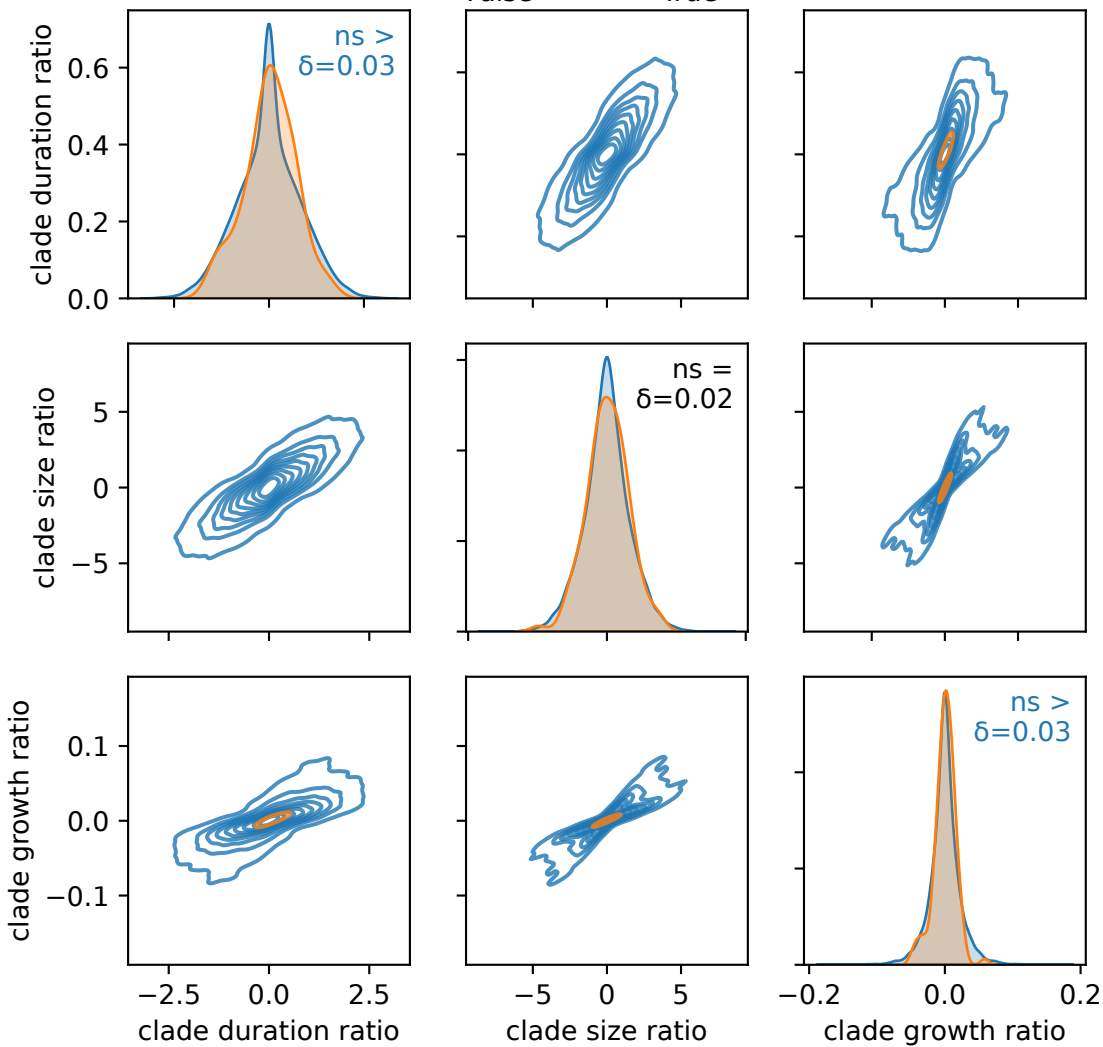 ns >
δ=0.03
clade duration ratio
0.6
0.4
0.2
0.0
ns =
δ=0.02
clade size ratio
5
0
−5
ns >
δ=0.03
clade growth ratio
0.1
0.0
−0.1
−2.5 0.0 2.5
−5 0 5
−0.2 0.0 0.2
clade duration ratio
clade size ratio
clade growth ratio